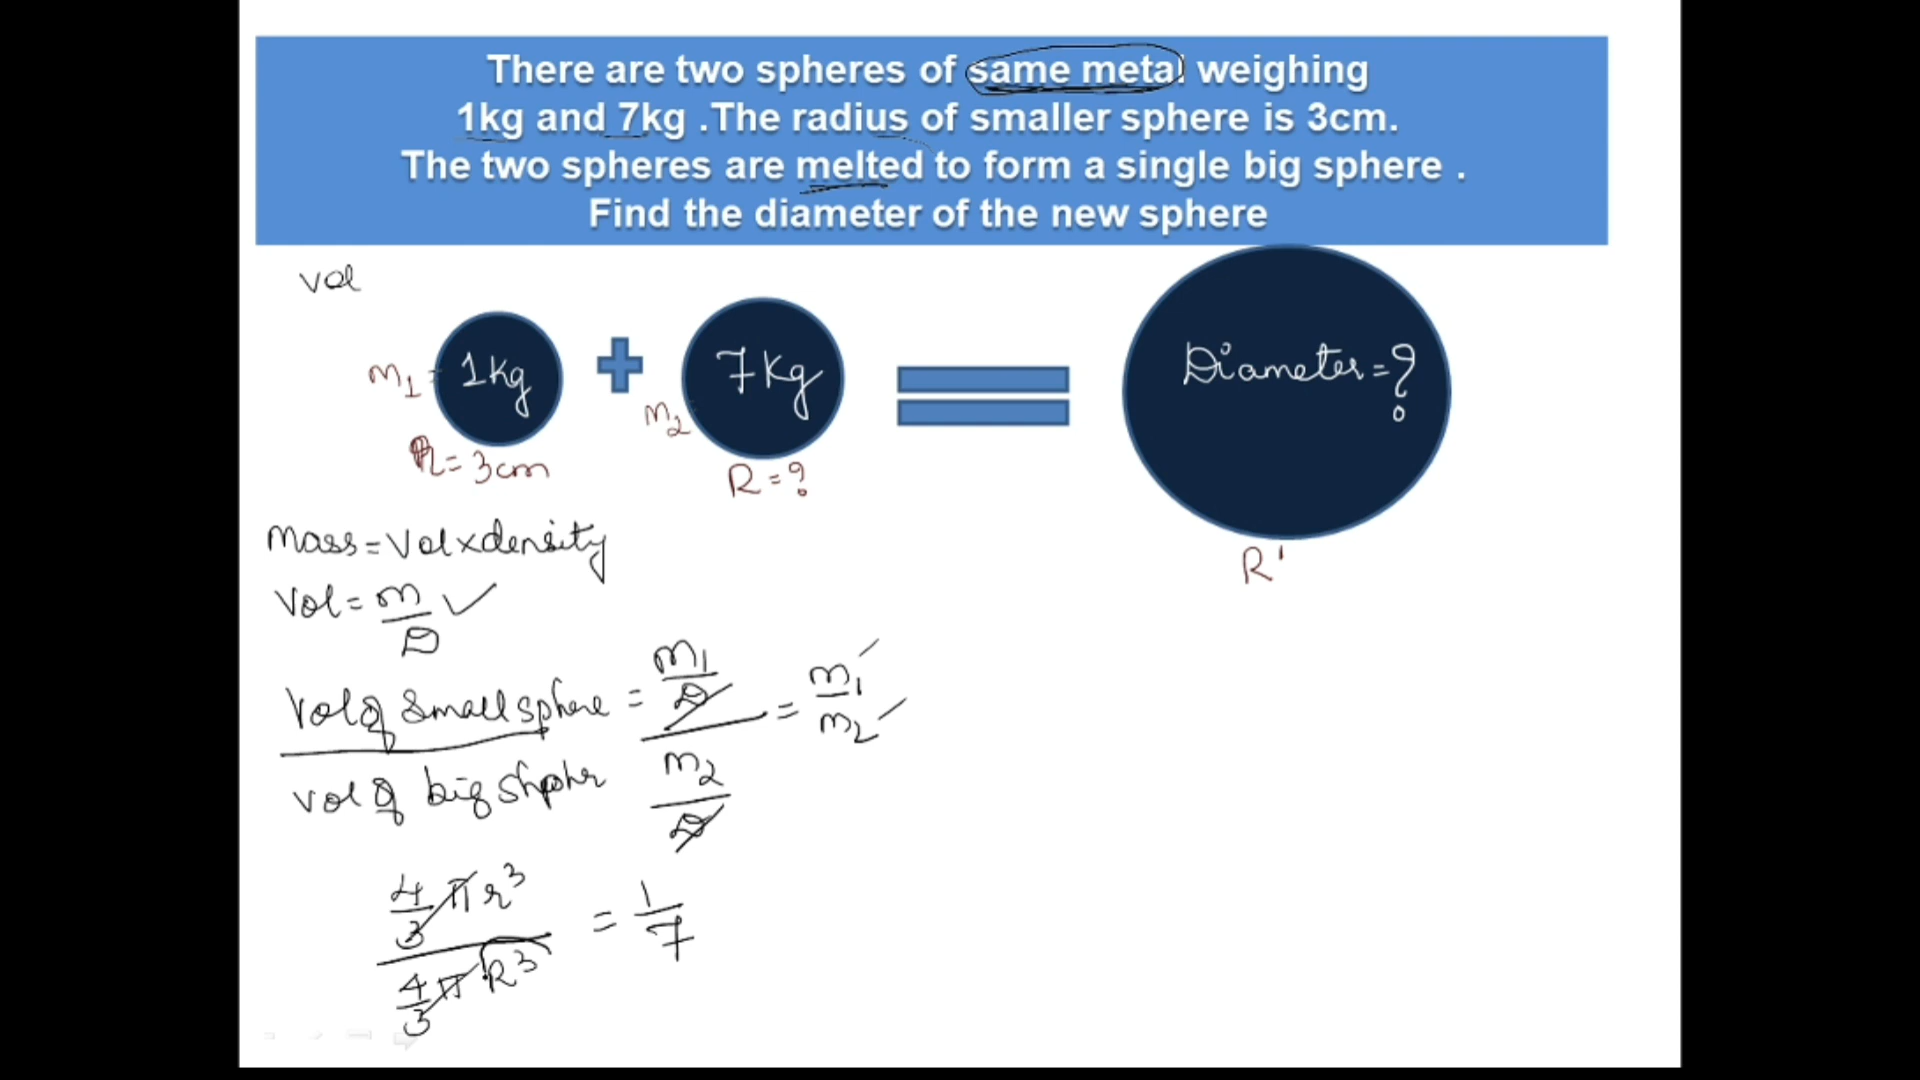 There are two spheres of same metal weighing
1kg and 7kg .The radius of smaller sphere is 3cm.
The two spheres are melted to form a single big sphere .
Find the diameter of the new sphere
Vol
m1 = 1kg + m2 7kg = Diameter = ?
r = 3cm
R = ?
R'
Mass = Vol x density
Vol = m/D ✓
Vol of small sphere / vol of big shpher = (m1/D) / (m2/D) = m1/m2
(4/3 π r³) / (4/3 π R³) = 1/7